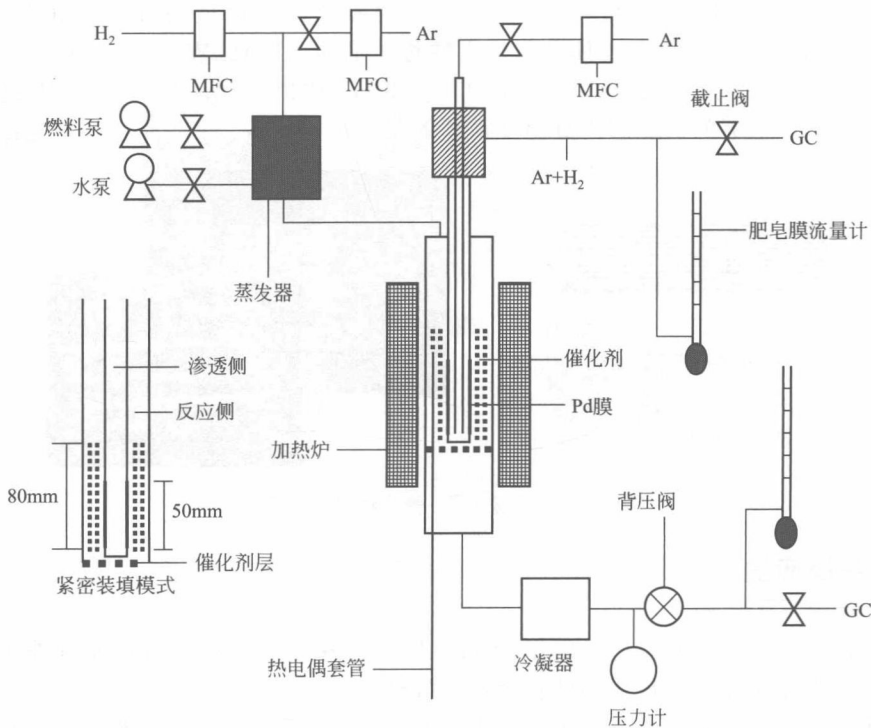 H₂
Ar
Ar
MFC
MFC
MFC
截止阀
燃料泵
GC
水泵
Ar+H₂
肥皂膜流量计
蒸发器
渗透侧
催化剂
反应侧
Pd膜
加热炉
80mm
50mm
背压阀
催化剂层
紧密装填模式
GC
热电偶套管
冷凝器
压力计